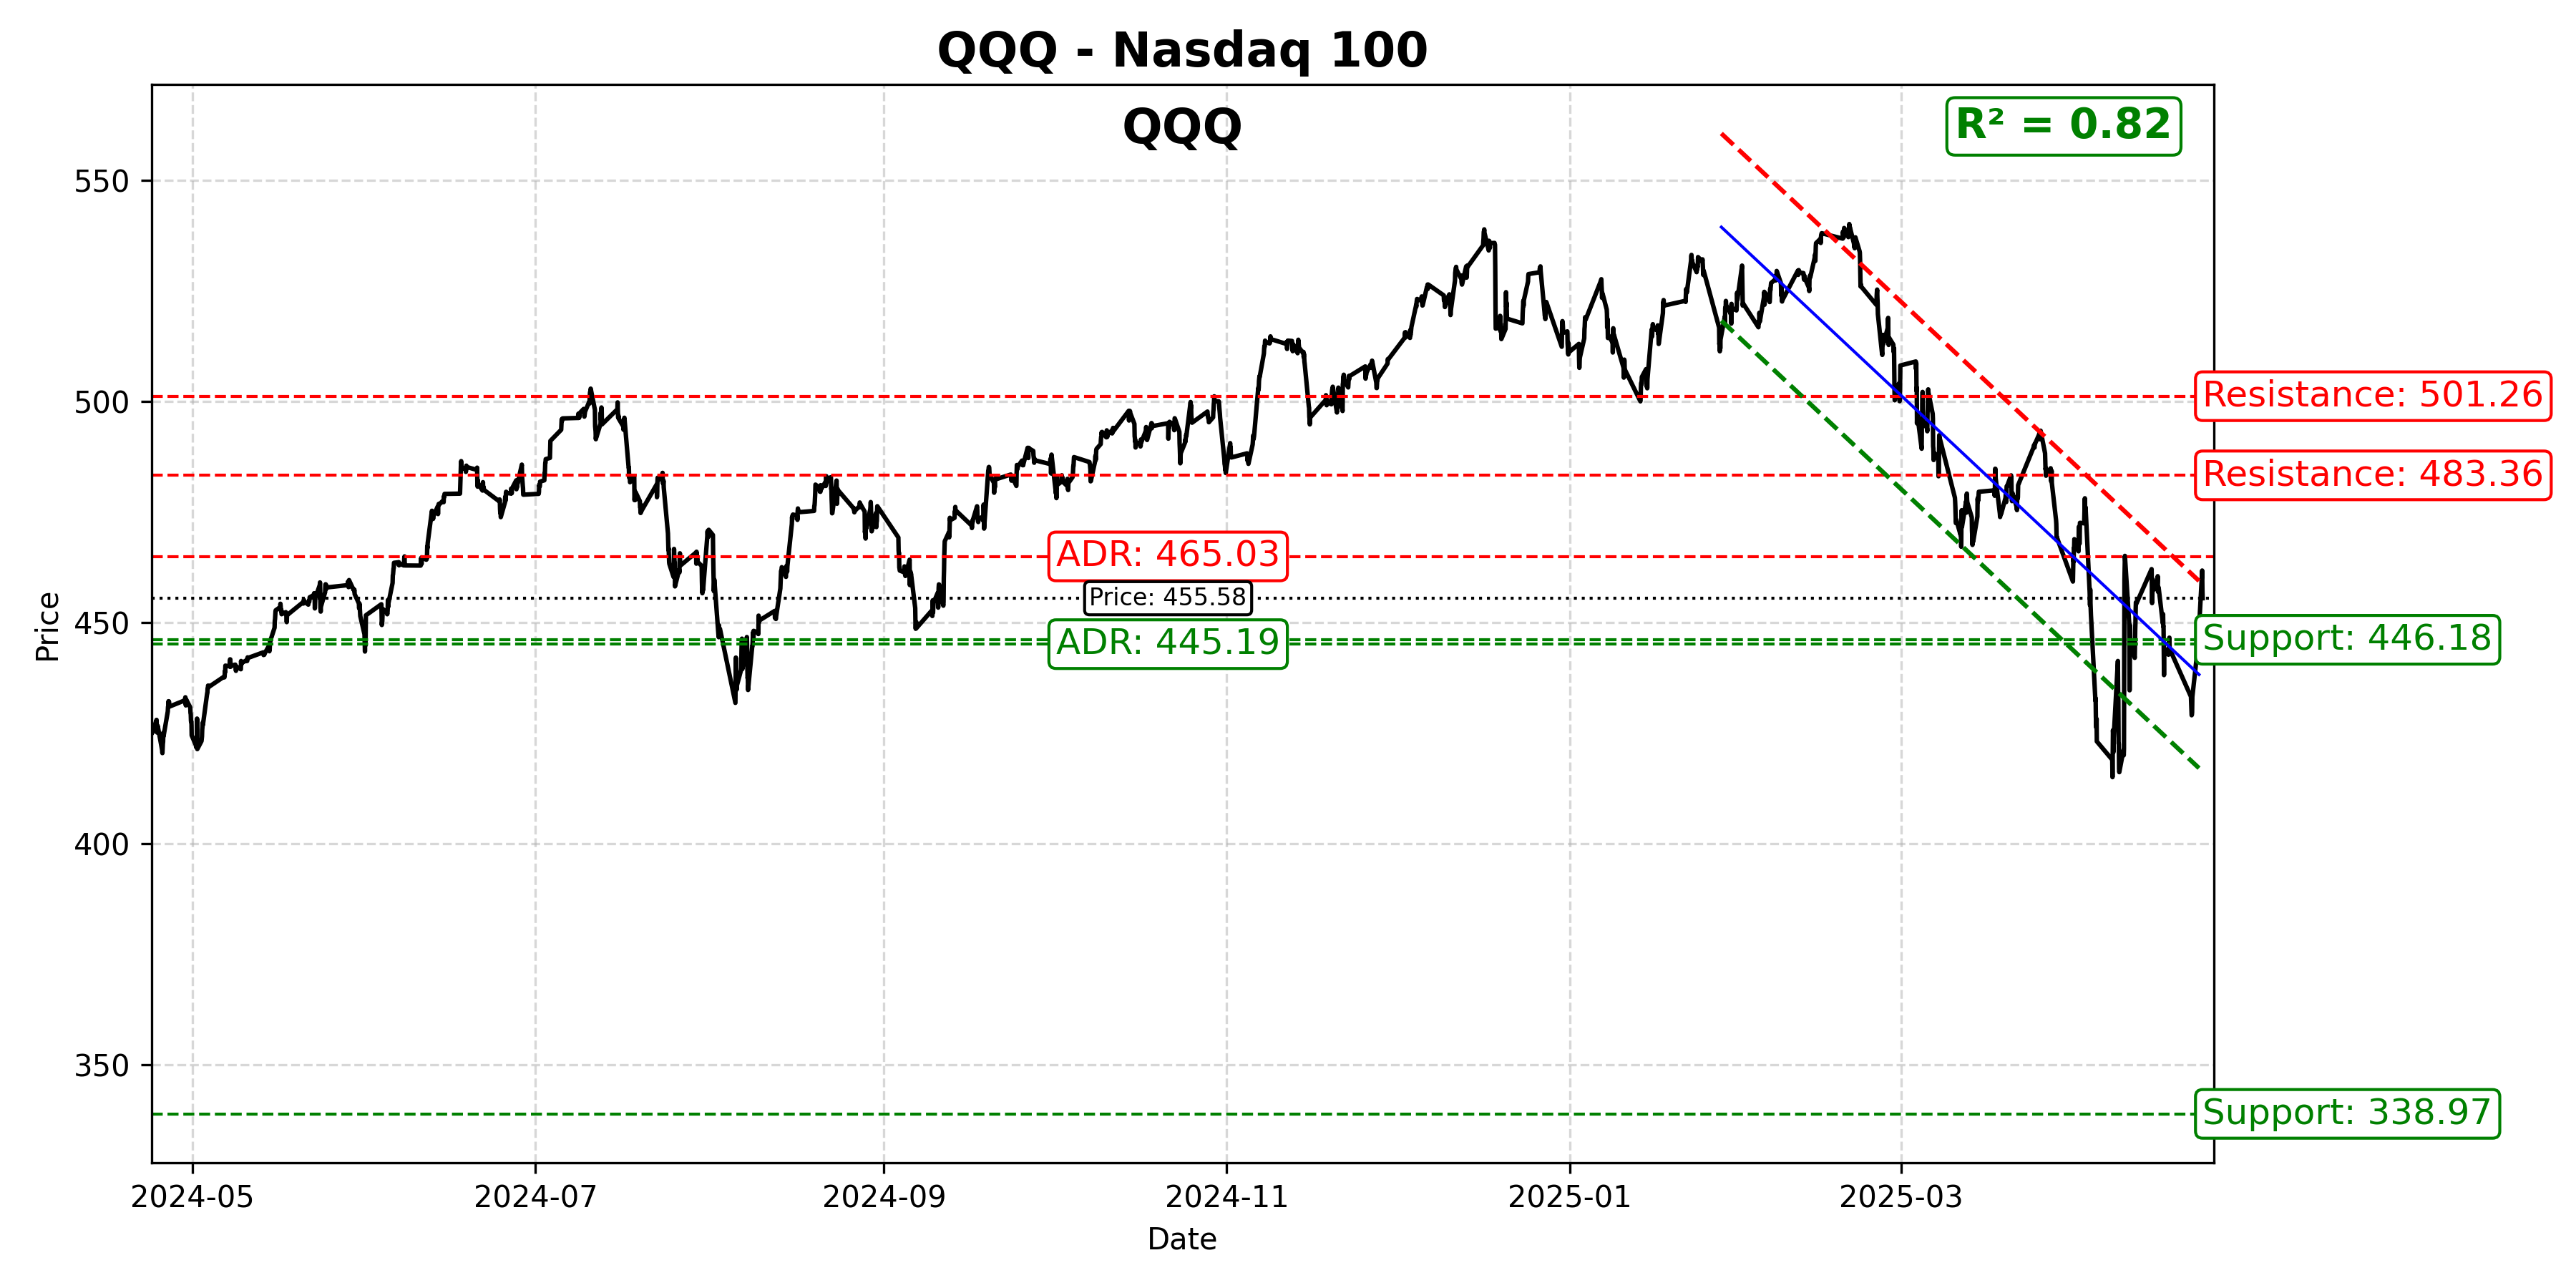 QQQ - Nasdaq 100
QQQ
R² = 0.82
550
500
450
400
350
Price
Resistance: 501.26
Resistance: 483.36
ADR: 465.03
Price: 455.58
ADR: 445.19
Support: 446.18
Support: 338.97
2024-05
2024-07
2024-09
2024-11
2025-01
2025-03
Date